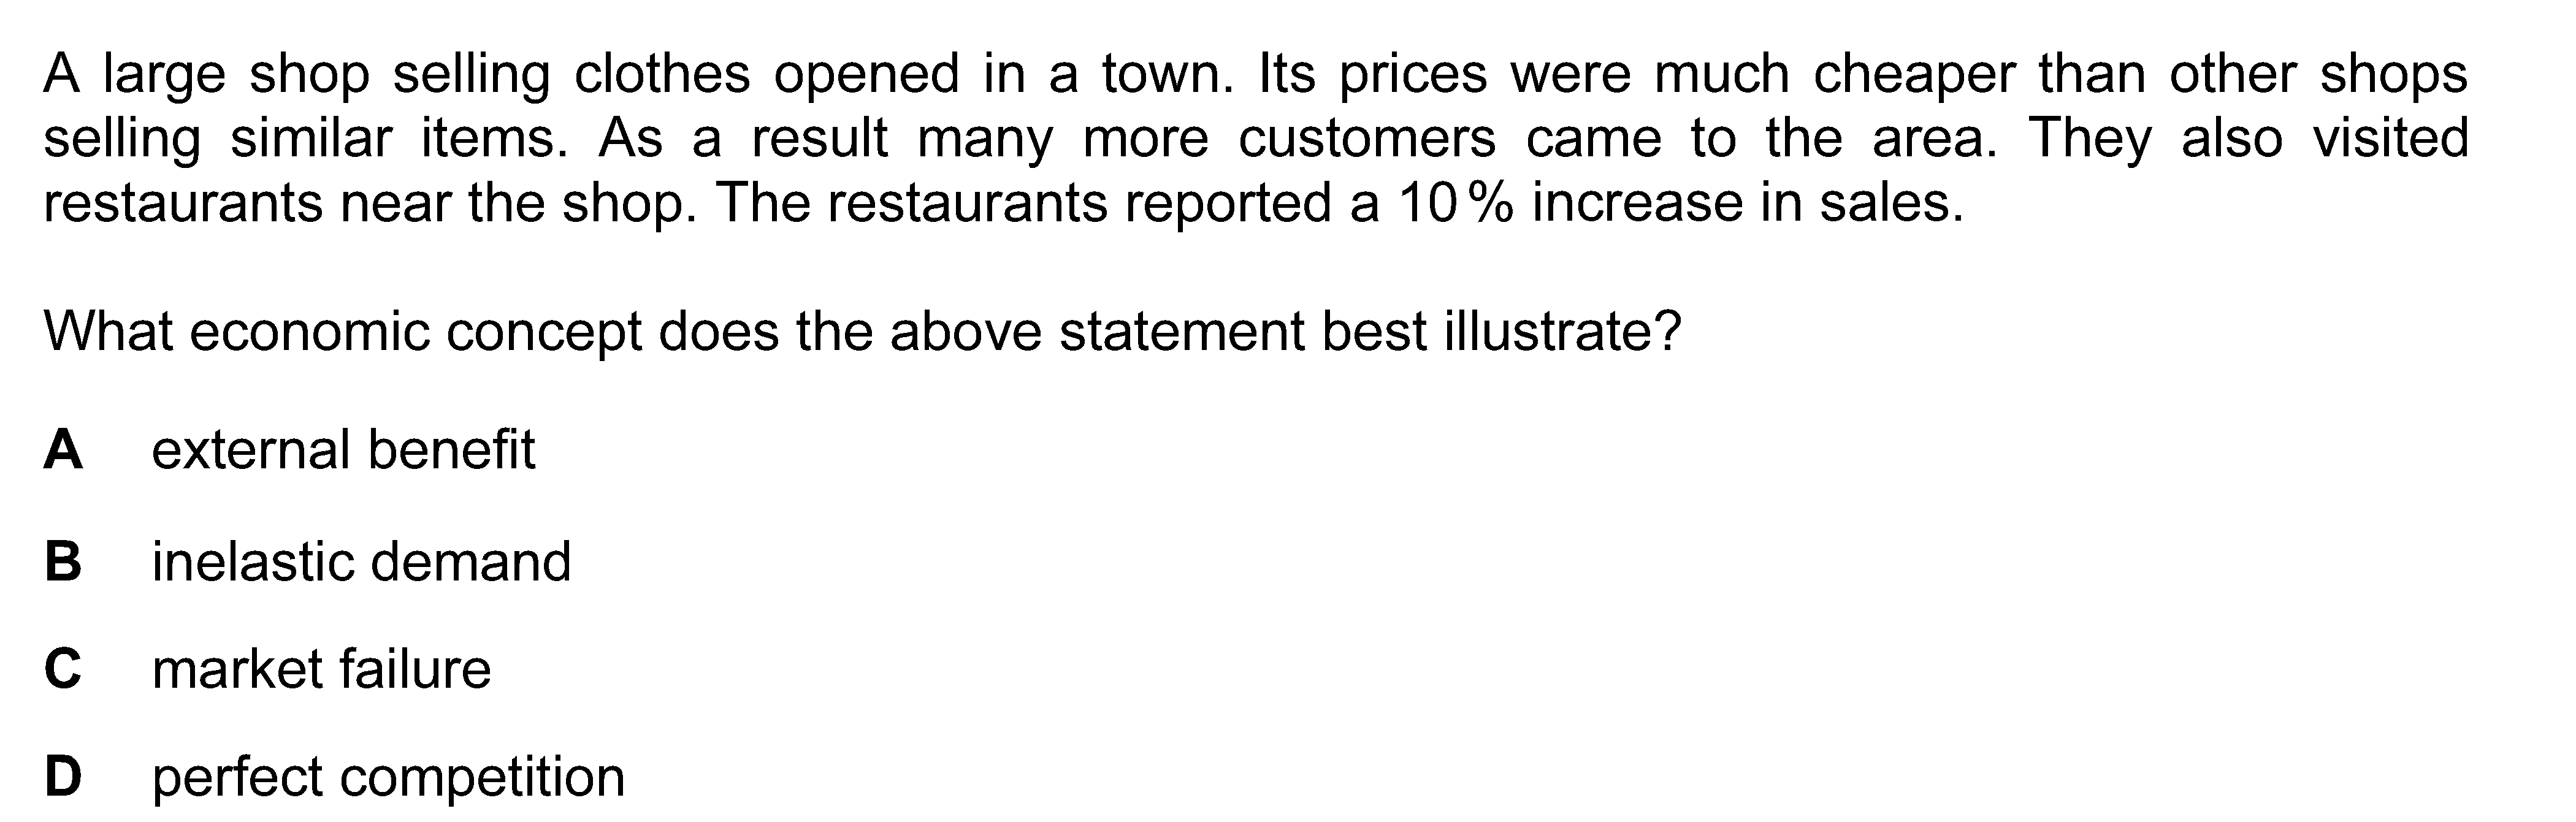 A large shop selling clothes opened in a town. Its prices were much cheaper than other shops
selling similar items. As a result many more customers came to the area. They also visited
restaurants near the shop. The restaurants reported a 10% increase in sales.
What economic concept does the above statement best illustrate?
A external benefit
B inelastic demand
C market failure
D perfect competition